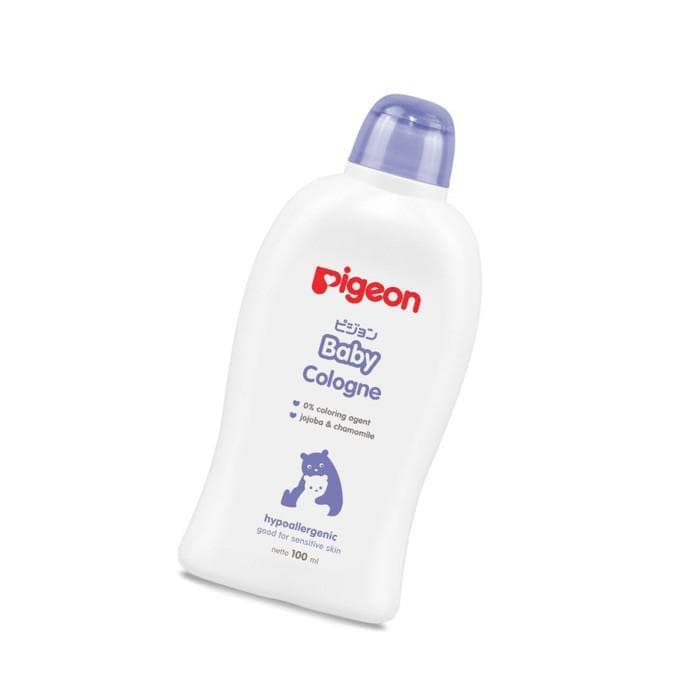 Pigeon
ピジョン
Baby
Cologne
0% coloring agent
jojoba & chamomile
hypoallergenic
good for sensitive skin
netto 100 ml